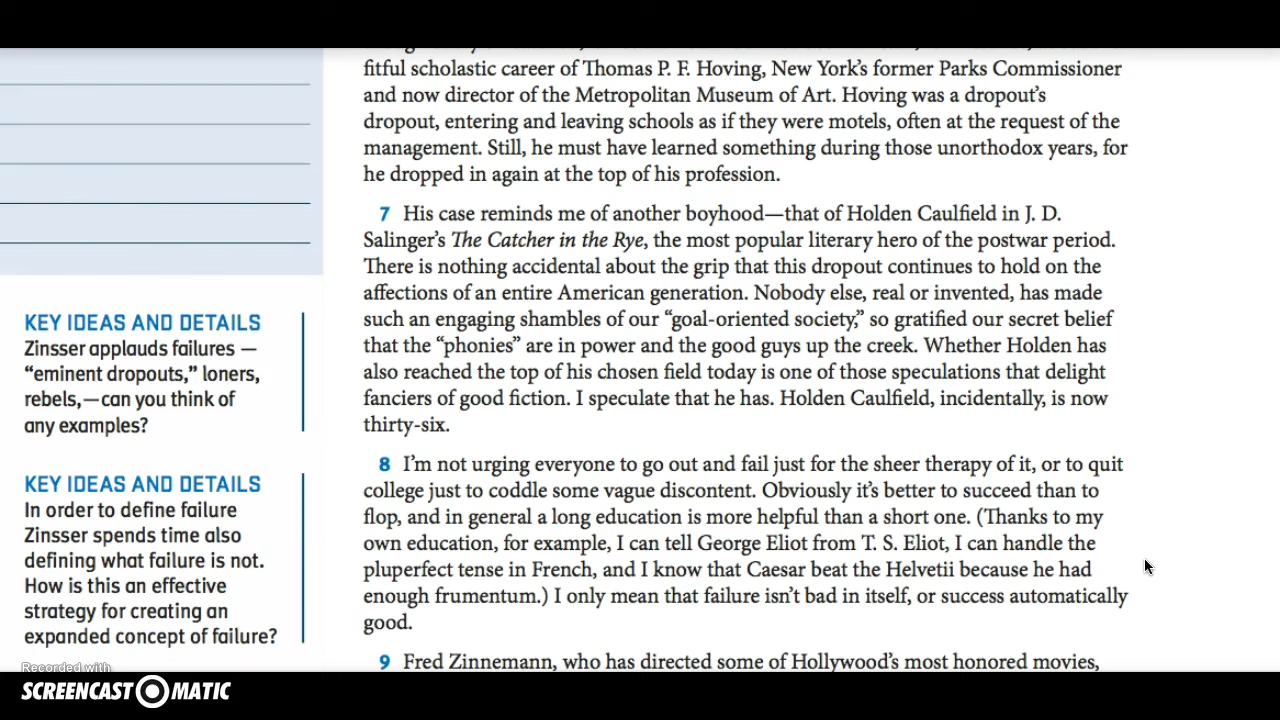 fitful scholastic career of Thomas P. F. Hoving, New York’s former Parks Commissioner
and now director of the Metropolitan Museum of Art. Hoving was a dropout’s
dropout, entering and leaving schools as if they were motels, often at the request of the
management. Still, he must have learned something during those unorthodox years, for
he dropped in again at the top of his profession.
7 His case reminds me of another boyhood—that of Holden Caulfield in J. D.
Salinger’s The Catcher in the Rye, the most popular literary hero of the postwar period.
There is nothing accidental about the grip that this dropout continues to hold on the
affections of an entire American generation. Nobody else, real or invented, has made
such an engaging shambles of our “goal-oriented society,” so gratified our secret belief
that the “phonies” are in power and the good guys up the creek. Whether Holden has
also reached the top of his chosen field today is one of those speculations that delight
fanciers of good fiction. I speculate that he has. Holden Caulfield, incidentally, is now
thirty-six.
8 I’m not urging everyone to go out and fail just for the sheer therapy of it, or to quit
college just to coddle some vague discontent. Obviously it’s better to succeed than to
flop, and in general a long education is more helpful than a short one. (Thanks to my
own education, for example, I can tell George Eliot from T. S. Eliot, I can handle the
pluperfect tense in French, and I know that Caesar beat the Helvetii because he had
enough frumentum.) I only mean that failure isn’t bad in itself, or success automatically
good.
9 Fred Zinnemann, who has directed some of Hollywood’s most honored movies,
KEY IDEAS AND DETAILS
Zinsser applauds failures —
“eminent dropouts,” loners,
rebels,—can you think of
any examples?
KEY IDEAS AND DETAILS
In order to define failure
Zinsser spends time also
defining what failure is not.
How is this an effective
strategy for creating an
expanded concept of failure?
Recorded with
SCREENCAST-O-MATIC